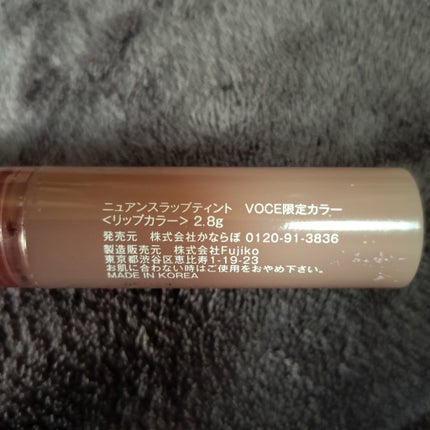 ニュアンスラップティント VOCE限定カラー
<リップカラー> 2.8g
発売元 株式会社かならぼ 0120-91-3836
製造販売元 株式会社Fujiko
東京都渋谷区恵比寿1-19-23
お肌に合わない時はご使用をおやめ下さい。
MADE IN KOREA